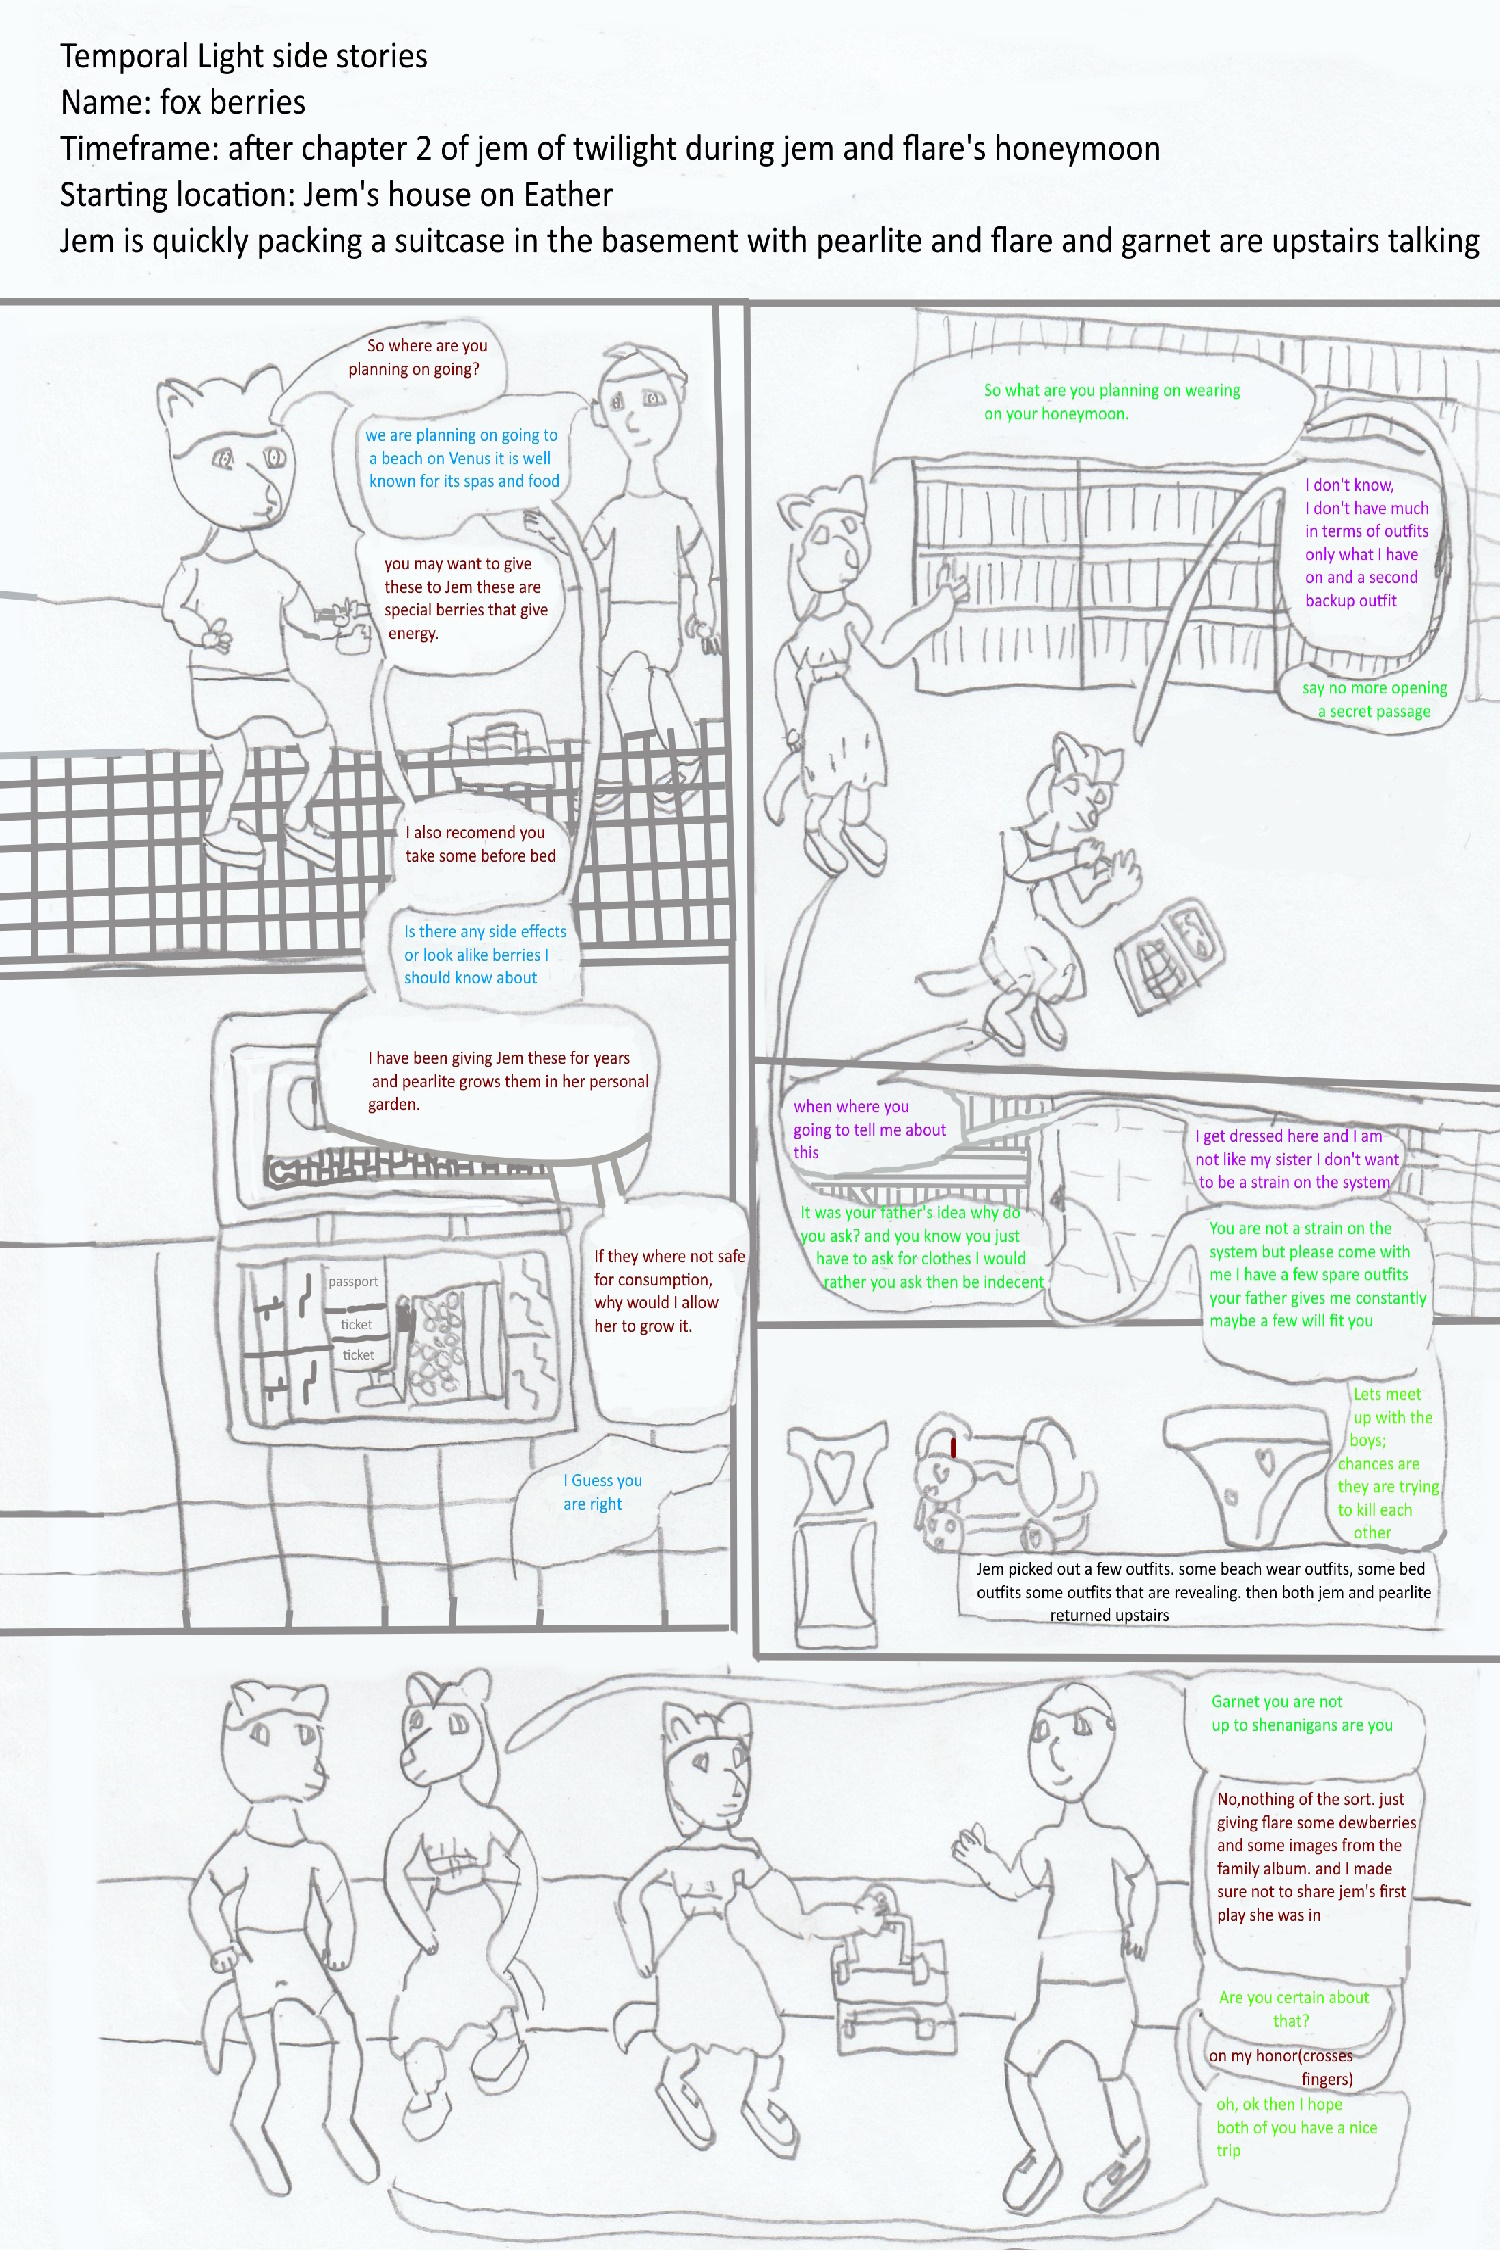 Temporal Light side stories
Name: fox berries
Timeframe: after chapter 2 of jem of twilight during jem and flare's honeymoon
Starting location: Jem's house on Eather
Jem is quickly packing a suitcase in the basement with pearlite and flare and garnet are upstairs talking
So where are you
planning on going?
we are planning on going to
a beach on Venus it is well
known for its spas and food
you may want to give
these to Jem these are
special berries that give
energy.
I also recomend you
take some before bed
Is there any side effects
or look alike berries I
should know about
I have been giving Jem these for years
and pearlite grows them in her personal
garden.
If they where not safe
for consumption,
why would I allow
her to grow it.
passport
ticket
ticket
I Guess you
are right
So what are you planning on wearing
on your honeymoon.
I don't know,
I don't have much
in terms of outfits
only what I have
on and a second
backup outfit
say no more opening
a secret passage
when where you
going to tell me about
this
It was your father's idea why do
you ask? and you know you just
have to ask for clothes I would
rather you ask then be indecent
I get dressed here and I am
not like my sister I don't want
to be a strain on the system
You are not a strain on the
system but please come with
me I have a few spare outfits
your father gives me constantly
maybe a few will fit you
Lets meet
up with the
boys;
chances are
they are trying
to kill each
other
Jem picked out a few outfits. some beach wear outfits, some bed
outfits some outfits that are revealing. then both jem and pearlite
returned upstairs
Garnet you are not
up to shenanigans are you
No,nothing of the sort. just
giving flare some dewberries
and some images from the
family album. and I made
sure not to share jem's first
play she was in
Are you certain about
that?
on my honor(crosses
fingers)
oh, ok then I hope
both of you have a nice
trip